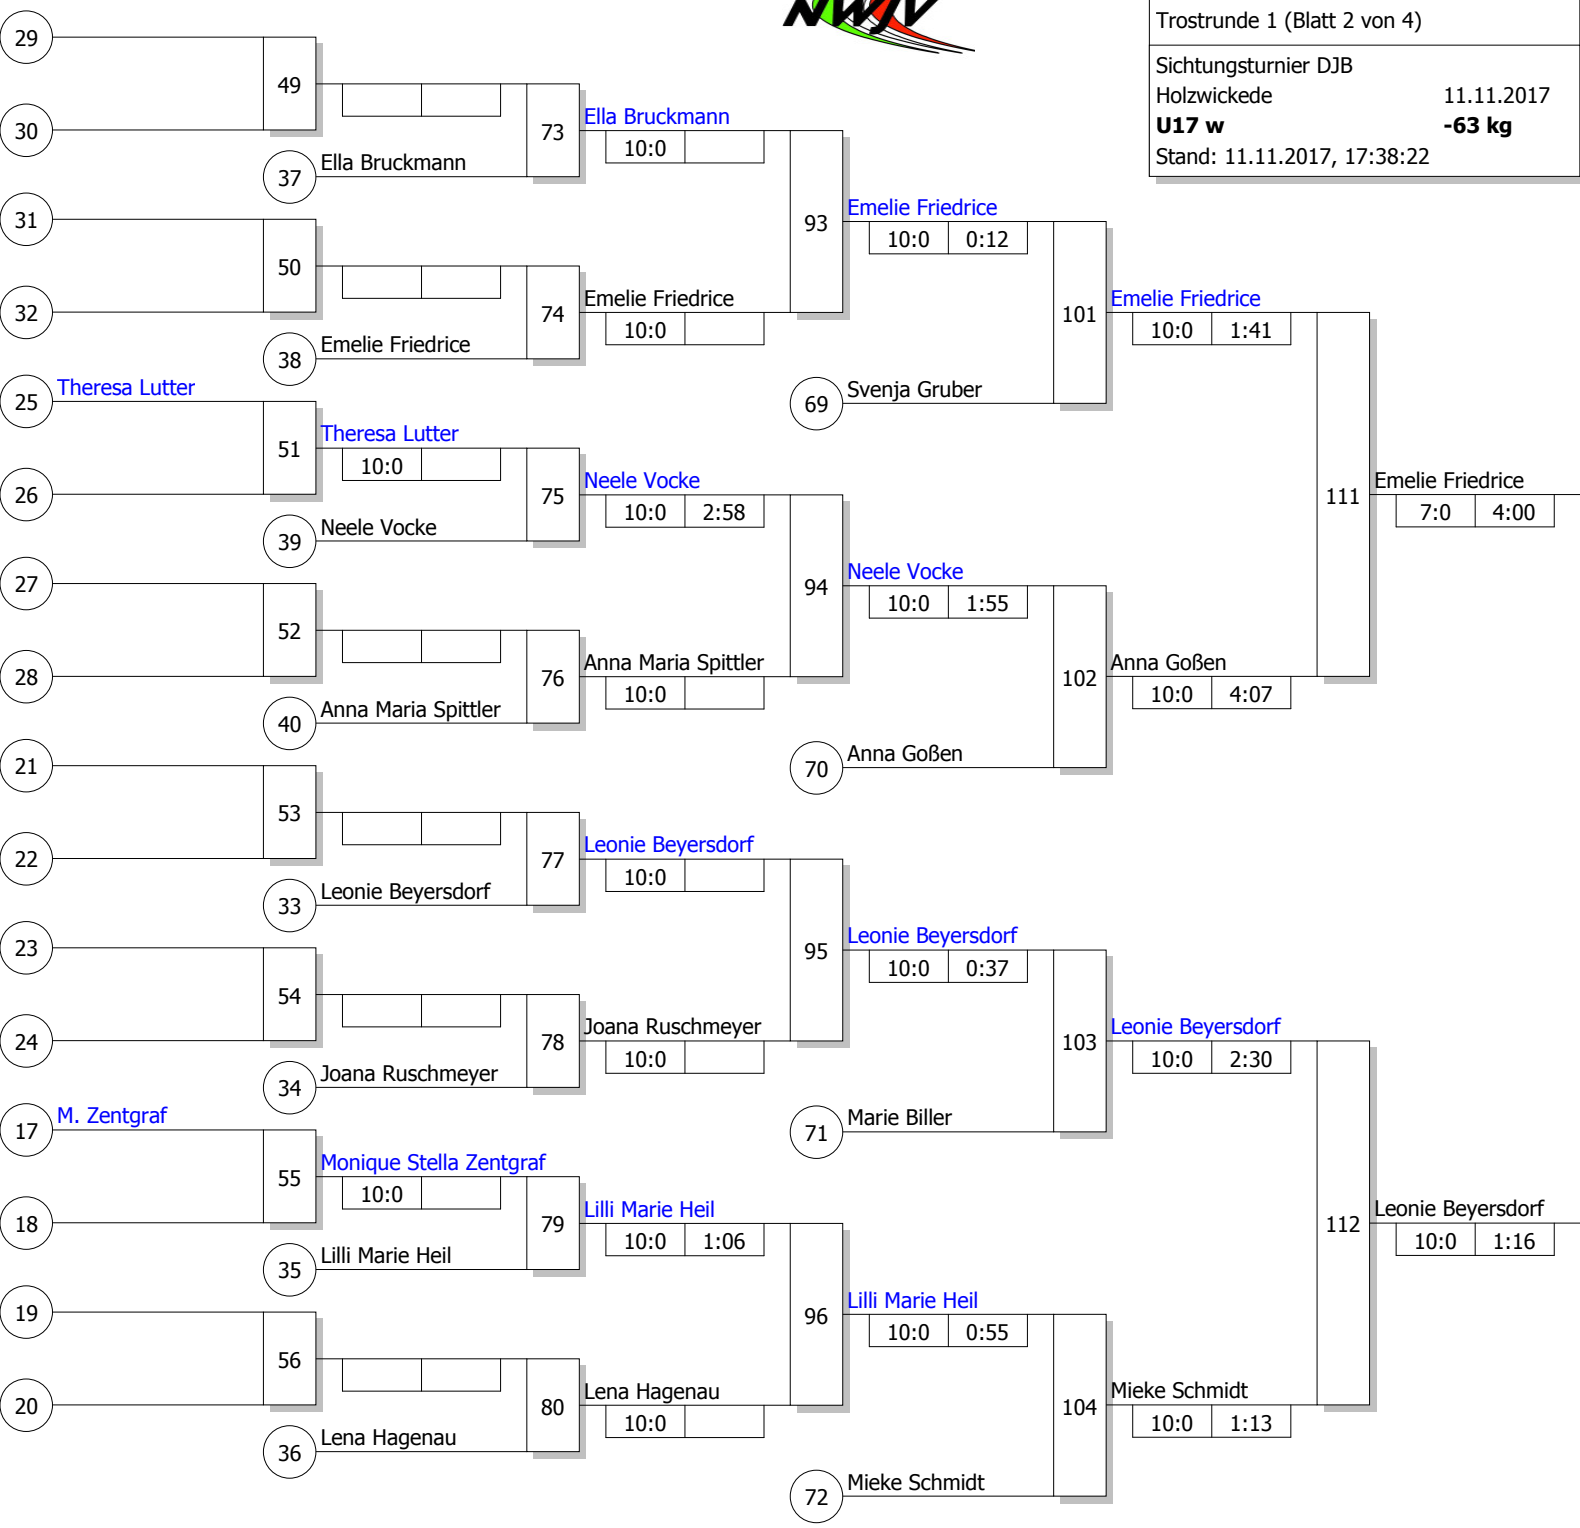 NWJV
Trostrunde 1 (Blatt 2 von 4)
Sichtungsturnier DJB
Holzwickede 11.11.2017
U17 w -63 kg
Stand: 11.11.2017, 17:38:22
29
49
30
73
Ella Bruckmann
10:0
37 Ella Bruckmann
31
93
Emelie Friedrice
10:0 0:12
50
32
74
Emelie Friedrice
10:0
38 Emelie Friedrice
101
Emelie Friedrice
10:0 1:41
69 Svenja Gruber
25 Theresa Lutter
51
Theresa Lutter
10:0
26
75
Neele Vocke
10:0 2:58
39 Neele Vocke
111
Emelie Friedrice
7:0 4:00
27
94
Neele Vocke
10:0 1:55
52
28
76
Anna Maria Spittler
10:0
40 Anna Maria Spittler
102
Anna Goßen
10:0 4:07
70 Anna Goßen
21
53
22
77
Leonie Beyersdorf
10:0
33 Leonie Beyersdorf
23
95
Leonie Beyersdorf
10:0 0:37
54
24
78
Joana Ruschmeyer
10:0
34 Joana Ruschmeyer
103
Leonie Beyersdorf
10:0 2:30
71 Marie Biller
17 M. Zentgraf
55
Monique Stella Zentgraf
10:0
18
79
Lilli Marie Heil
10:0 1:06
35 Lilli Marie Heil
112
Leonie Beyersdorf
10:0 1:16
19
96
Lilli Marie Heil
10:0 0:55
56
20
80
Lena Hagenau
10:0
36 Lena Hagenau
104
Mieke Schmidt
10:0 1:13
72 Mieke Schmidt